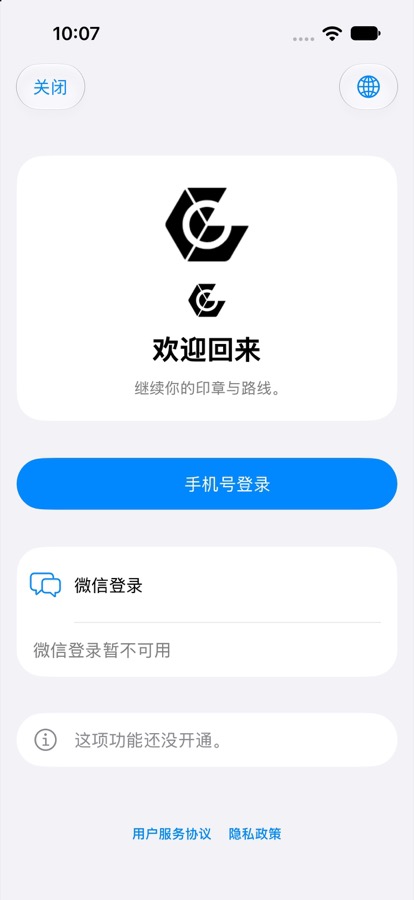 10:07
关闭
欢迎回来
继续你的印章与路线。
手机号登录
微信登录
微信登录暂不可用
这项功能还没开通。
用户服务协议 隐私政策